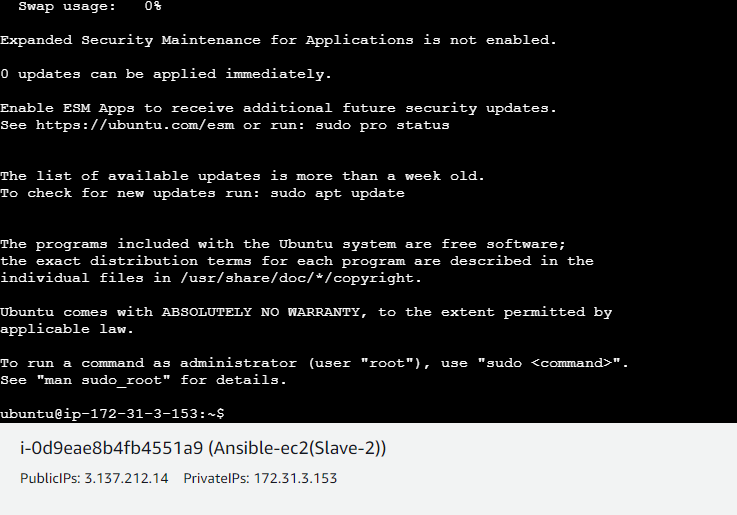 Swap usage:   0%
Expanded Security Maintenance for Applications is not enabled.
0 updates can be applied immediately.
Enable ESM Apps to receive additional future security updates.
See https://ubuntu.com/esm or run: sudo pro status
The list of available updates is more than a week old.
To check for new updates run: sudo apt update
The programs included with the Ubuntu system are free software;
the exact distribution terms for each program are described in the
individual files in /usr/share/doc/*/copyright.
Ubuntu comes with ABSOLUTELY NO WARRANTY, to the extent permitted by
applicable law.
To run a command as administrator (user "root"), use "sudo <command>".
See "man sudo_root" for details.
ubuntu@ip-172-31-3-153:~$
i-0d9eae8b4fb4551a9 (Ansible-ec2(Slave-2))
PublicIPs: 3.137.212.14   PrivateIPs: 172.31.3.153